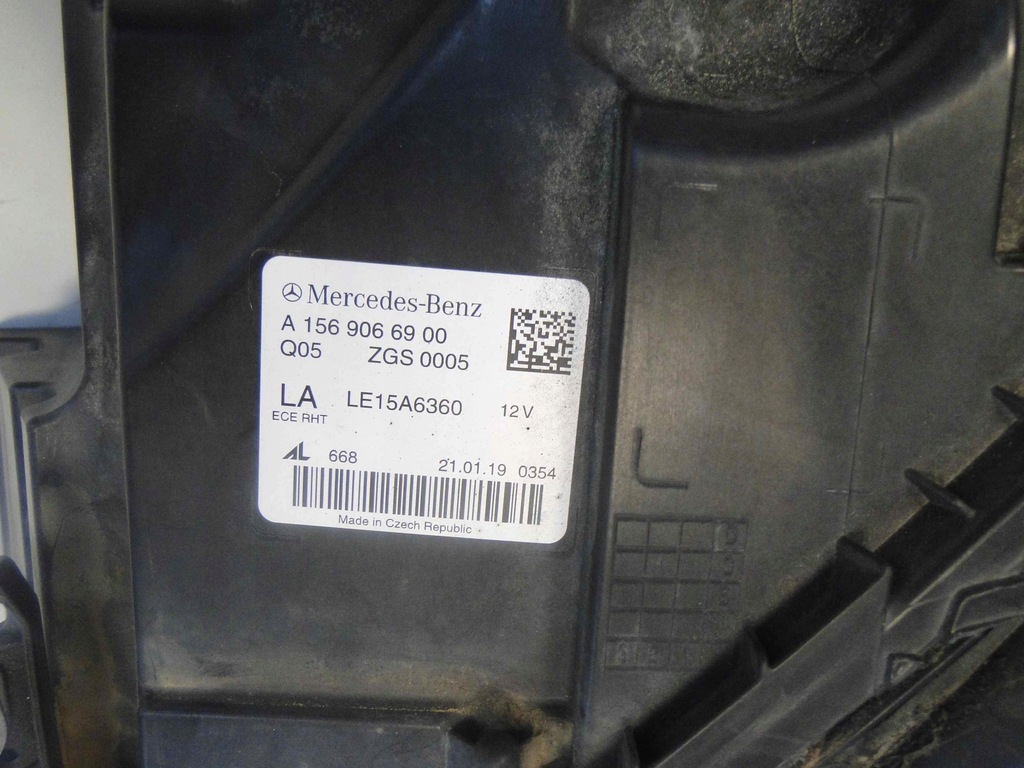 Mercedes-Benz
A 156 906 69 00
Q05 ZGS 0005
LA LE15A6360 12V
ECE RHT
AL 668 21.01.19 0354
Made in Czech Republic